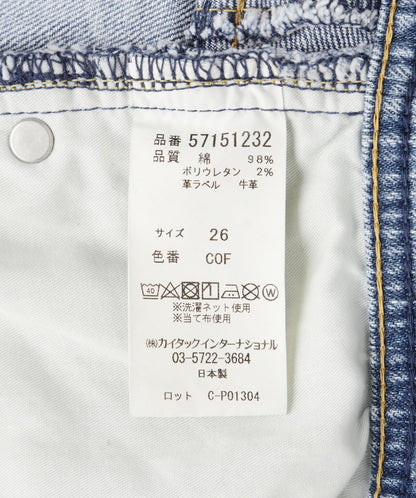 品番 57151232
品質 綿 98%
ポリウレタン 2%
革ラベル 牛革
サイズ 26
色番 COF
40 W
※洗濯ネット使用
※当て布使用
㈱カイタックインターナショナル
03-5722-3684
日本製
ロット C-P01304